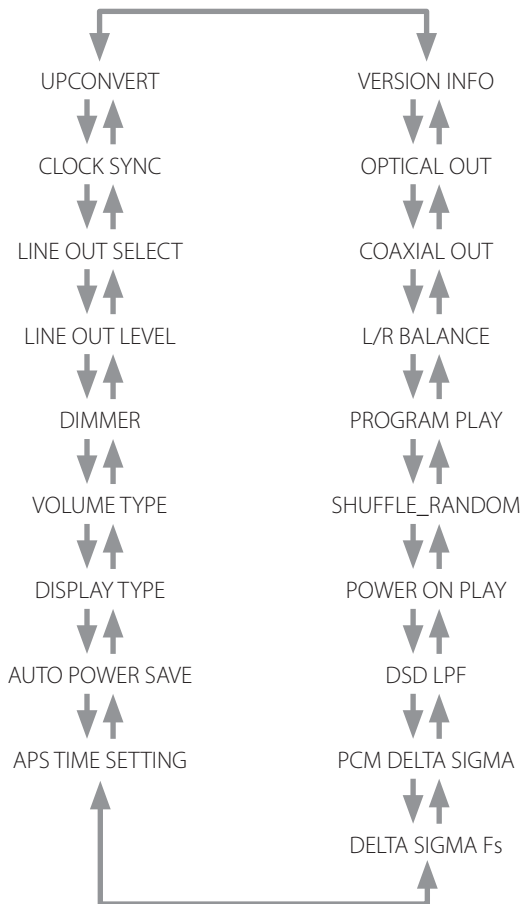 UPCONVERT
CLOCK SYNC
LINE OUT SELECT
LINE OUT LEVEL
DIMMER
VOLUME TYPE
DISPLAY TYPE
AUTO POWER SAVE
APS TIME SETTING
VERSION INFO
OPTICAL OUT
COAXIAL OUT
L/R BALANCE
PROGRAM PLAY
SHUFFLE_RANDOM
POWER ON PLAY
DSD LPF
PCM DELTA SIGMA
DELTA SIGMA Fs